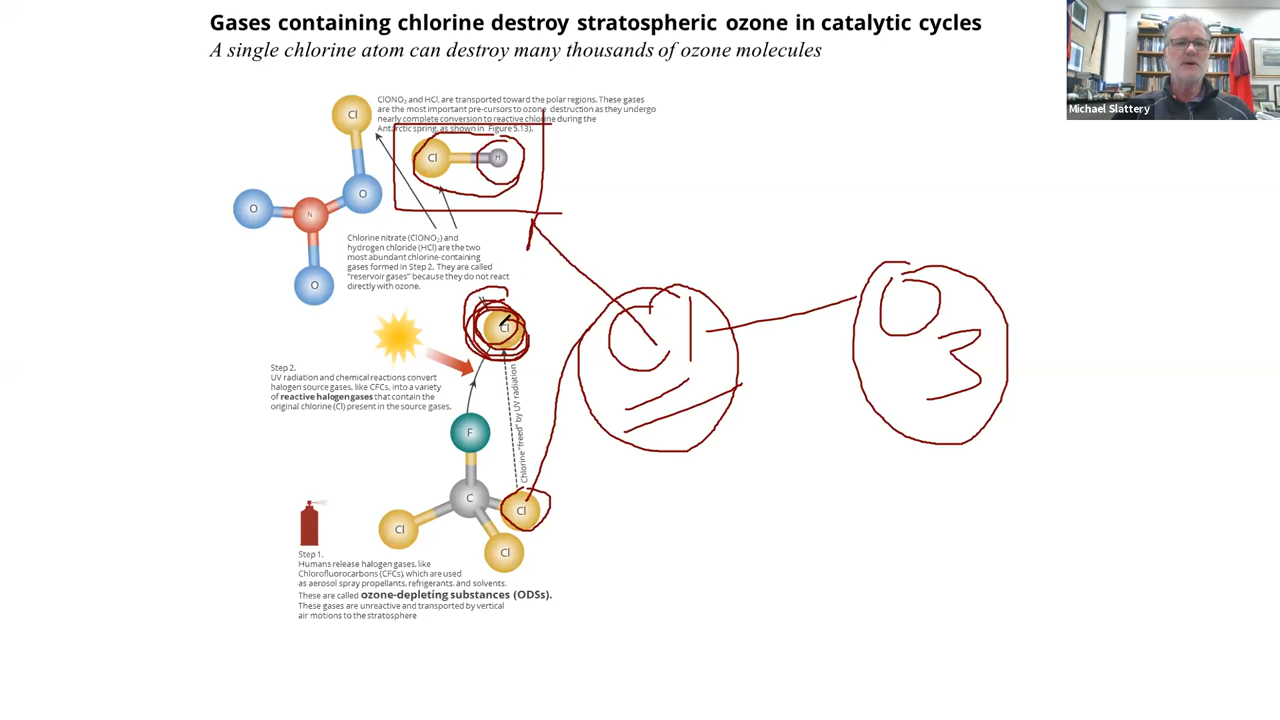 Gases containing chlorine destroy stratospheric ozone in catalytic cycles
A single chlorine atom can destroy many thousands of ozone molecules
Michael Slattery
ClONO2 and HCl, are transported toward the polar regions. These gases
are the most important pre-cursors to ozone destruction as they undergo
nearly complete conversion to reactive chlorine during the
Antarctic spring, as shown in Figure 5.13).
Cl
Cl
H
O
O
N
O
Chlorine nitrate (ClONO2) and
hydrogen chloride (HCl) are the two
most abundant chlorine-containing
gases formed in Step 2. They are called
"reservoir gases" because they do not react
directly with ozone.
Cl
Cl
O3
Step 2.
UV radiation and chemical reactions convert
halogen source gases, like CFCs, into a variety
of reactive halogen gases that contain the
original chlorine (Cl) present in the source gases.
Chlorine "freed" by UV radiation
F
C
Cl
Cl
Cl
Step 1.
Humans release halogen gases, like
Chlorofluorocarbons (CFCs), which are used
as aerosol spray propellants, refrigerants, and solvents.
These are called ozone-depleting substances (ODSs).
These gases are unreactive and transported by vertical
air motions to the stratosphere